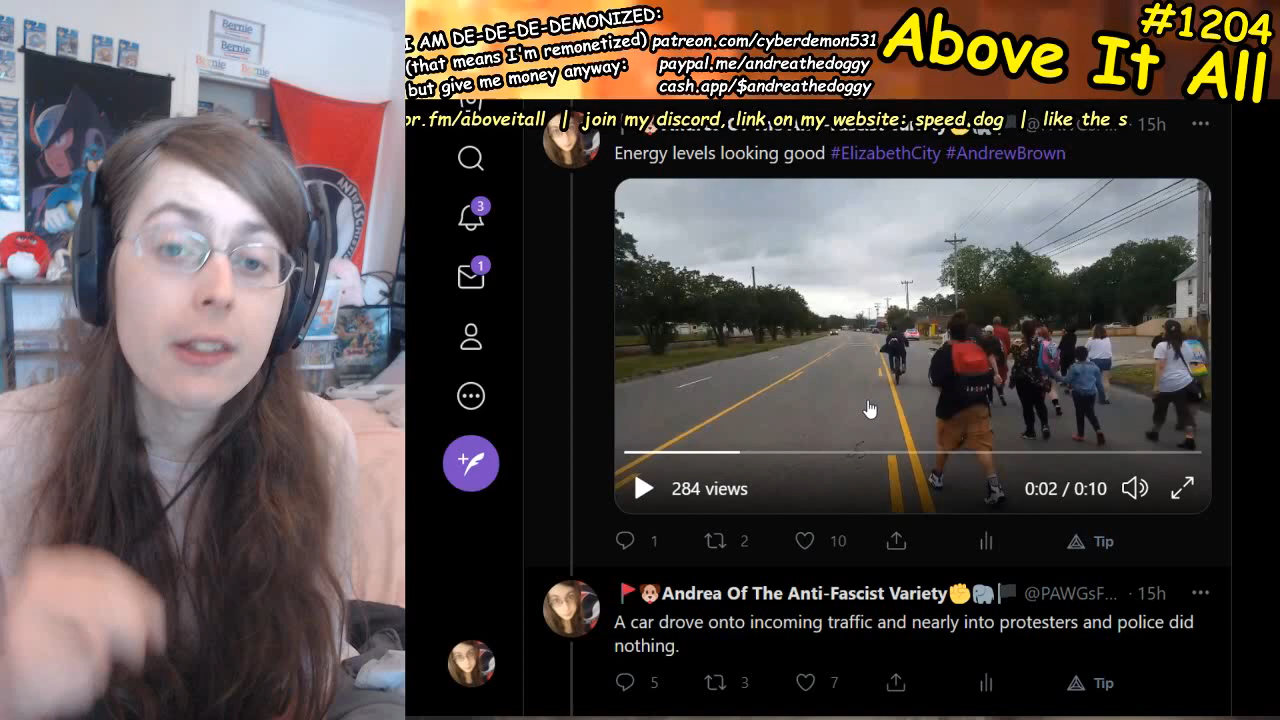 Bernie
Bernie
Bernie
I AM DE-DE-DE-DEMONIZED:
(that means I'm remonetized)
but give me money anyway:
patreon.com/cyberdemon531
paypal.me/andreathedoggy
cash.app/$andreathedoggy
Above It All
#1204
or.fm/aboveitall | join my discord, link on my website: speed.dog | like the s
15h
Energy levels looking good #ElizabethCity #AndrewBrown
3
1
284 views
0:02 / 0:10
1
2
10
Tip
Andrea Of The Anti-Fascist Variety @PAWGsF... · 15h
A car drove onto incoming traffic and nearly into protesters and police did
nothing.
5
3
7
Tip